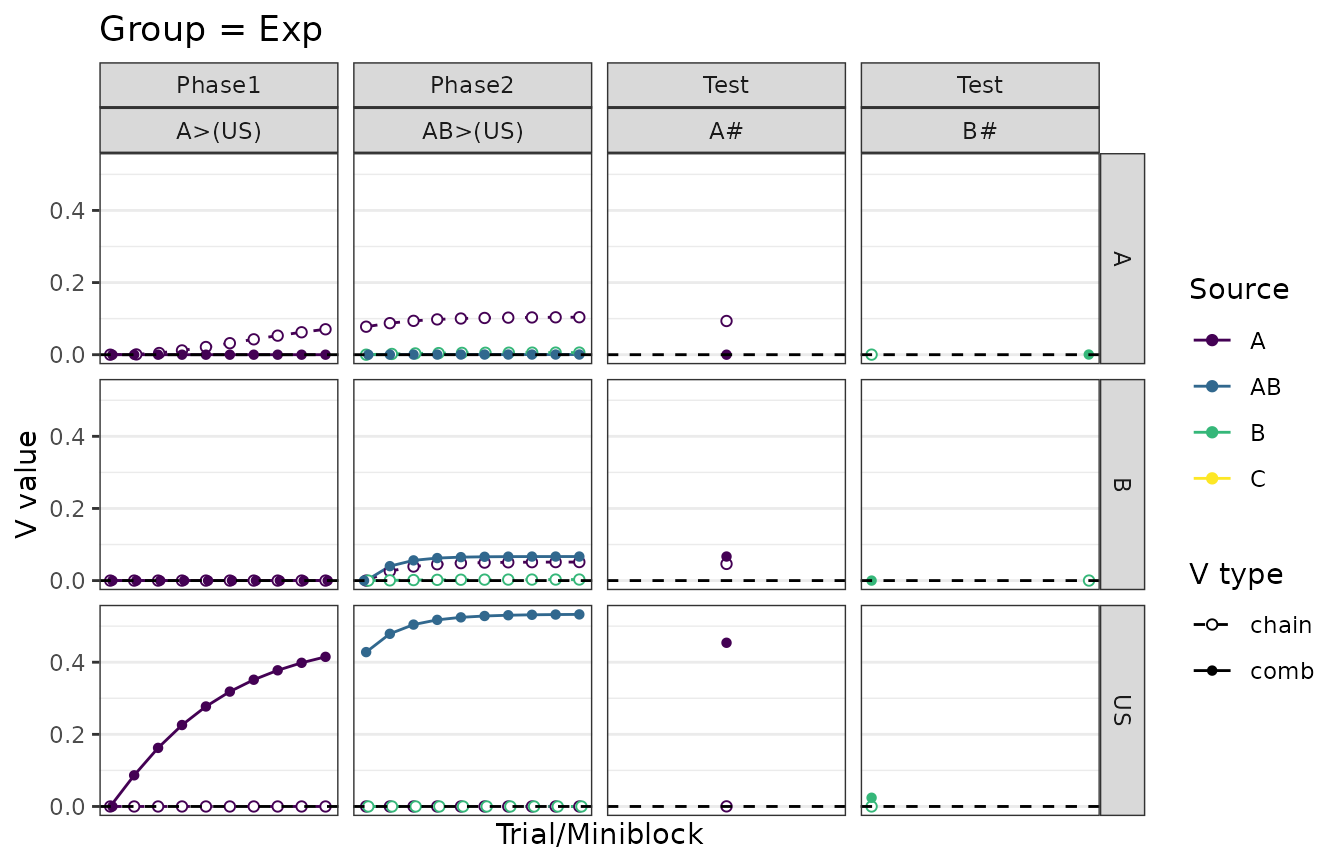 Group = Exp
Phase1
Phase2
Test
Test
A>(US)
AB>(US)
A#
B#
0.4
0.2
0.0
A
0.4
0.2
0.0
B
0.4
0.2
0.0
US
V value
Trial/Miniblock
Source
A
AB
B
C
V type
chain
comb